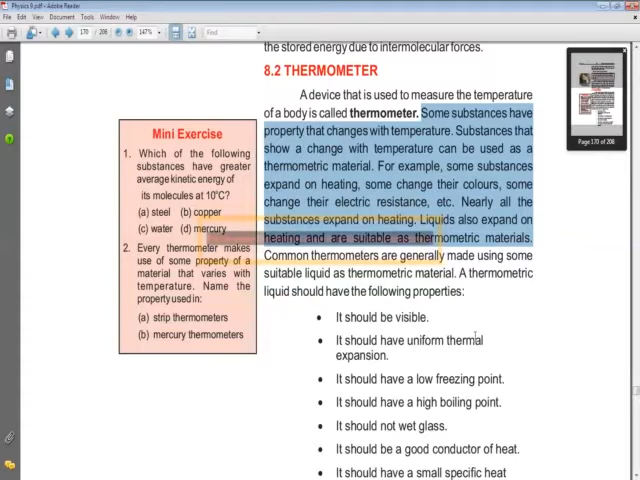 Physics 9.pdf - Adobe Reader
File Edit View Document Tools Window Help
170 / 208 147% Find
the stored energy due to intermolecular forces.
8.2 THERMOMETER
A device that is used to measure the temperature
of a body is called thermometer. Some substances have
property that changes with temperature. Substances that
show a change with temperature can be used as a
thermometric material. For example, some substances
expand on heating, some change their colours, some
change their electric resistance, etc. Nearly all the
substances expand on heating. Liquids also expand on
heating and are suitable as thermometric materials.
Common thermometers are generally made using some
suitable liquid as thermometric material. A thermometric
liquid should have the following properties:
• It should be visible.
• It should have uniform thermal
expansion.
• It should have a low freezing point.
• It should have a high boiling point.
• It should not wet glass.
• It should be a good conductor of heat.
• It should have a small specific heat
Mini Exercise
1. Which of the following
substances have greater
average kinetic energy of
its molecules at 10°C?
(a) steel (b) copper
(c) water (d) mercury
2. Every thermometer makes
use of some property of a
material that varies with
temperature. Name the
property used in:
(a) strip thermometers
(b) mercury thermometers
Page 170 of 208